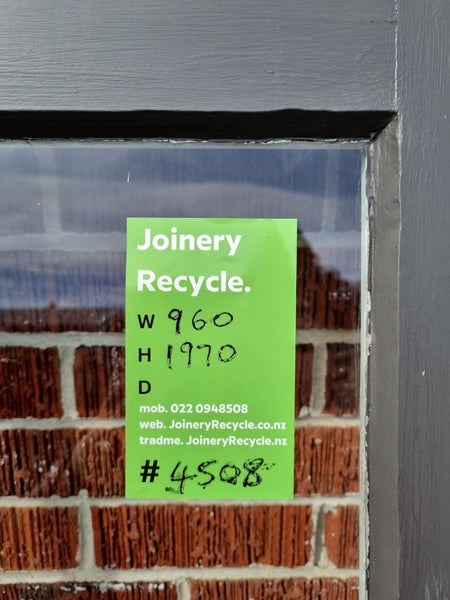 Joinery
Recycle.
W 960
H 1970
D
mob. 022 0948508
web. JoineryRecycle.co.nz
tradme. JoineryRecycle.nz
# 4508